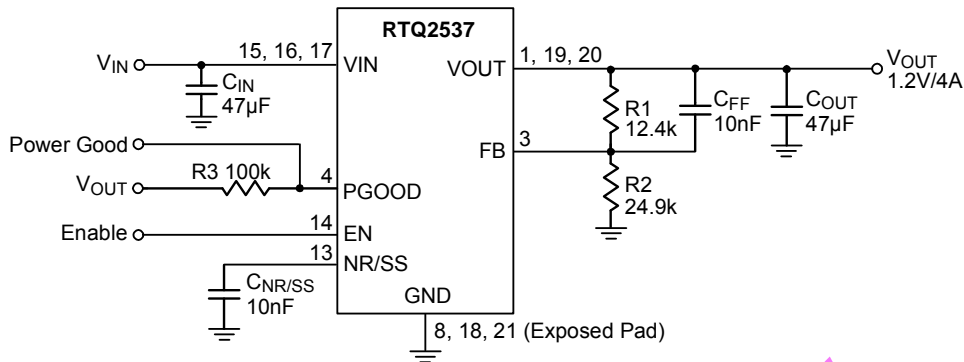 RTQ2537
VIN
15, 16, 17
VIN
CIN
47µF
VOUT
1, 19, 20
VOUT
1.2V/4A
R1
12.4k
CFF
10nF
COUT
47µF
FB
3
R2
24.9k
Power Good
VOUT
R3 100k
4
PGOOD
Enable
14
EN
13
NR/SS
CNR/SS
10nF
GND
8, 18, 21 (Exposed Pad)